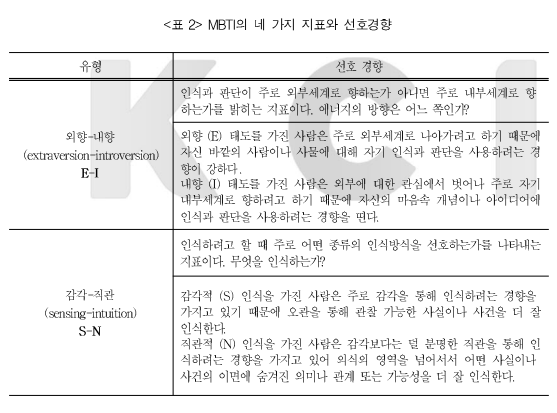 <표 2> MBTI의 네 가지 지표와 선호경향
유형
선호 경향
외향-내향
(extraversion-introversion)
E-I
인식과 판단이 주로 외부세계로 향하는가 아니면 주로 내부세계로 향
하는가를 밝히는 지표이다. 에너지의 방향은 어느 쪽인가?
외향 (E) 태도를 가진 사람은 주로 외부세계로 나아가려고 하기 때문에
자신 바깥의 사람이나 사물에 대해 자기 인식과 판단을 사용하려는 경
향이 강하다.
내향 (I) 태도를 가진 사람은 외부에 대한 관심에서 벗어나 주로 자기
내부세계로 향하려고 하기 때문에 자신의 마음속 개념이나 아이디어에
인식과 판단을 사용하려는 경향을 띤다.
감각-직관
(sensing-intuition)
S-N
인식하려고 할 때 주로 어떤 종류의 인식방식을 선호하는가를 나타내는
지표이다. 무엇을 인식하는가?
감각적 (S) 인식을 가진 사람은 주로 감각을 통해 인식하려는 경향을
가지고 있기 때문에 오관을 통해 관찰 가능한 사실이나 사건을 더 잘
인식한다.
직관적 (N) 인식을 가진 사람은 감각보다는 덜 분명한 직관을 통해 인
식하려는 경향을 가지고 있어 의식의 영역을 넘어서서 어떤 사실이나
사건의 이면에 숨겨진 의미나 관계 또는 가능성을 더 잘 인식한다.
KCI